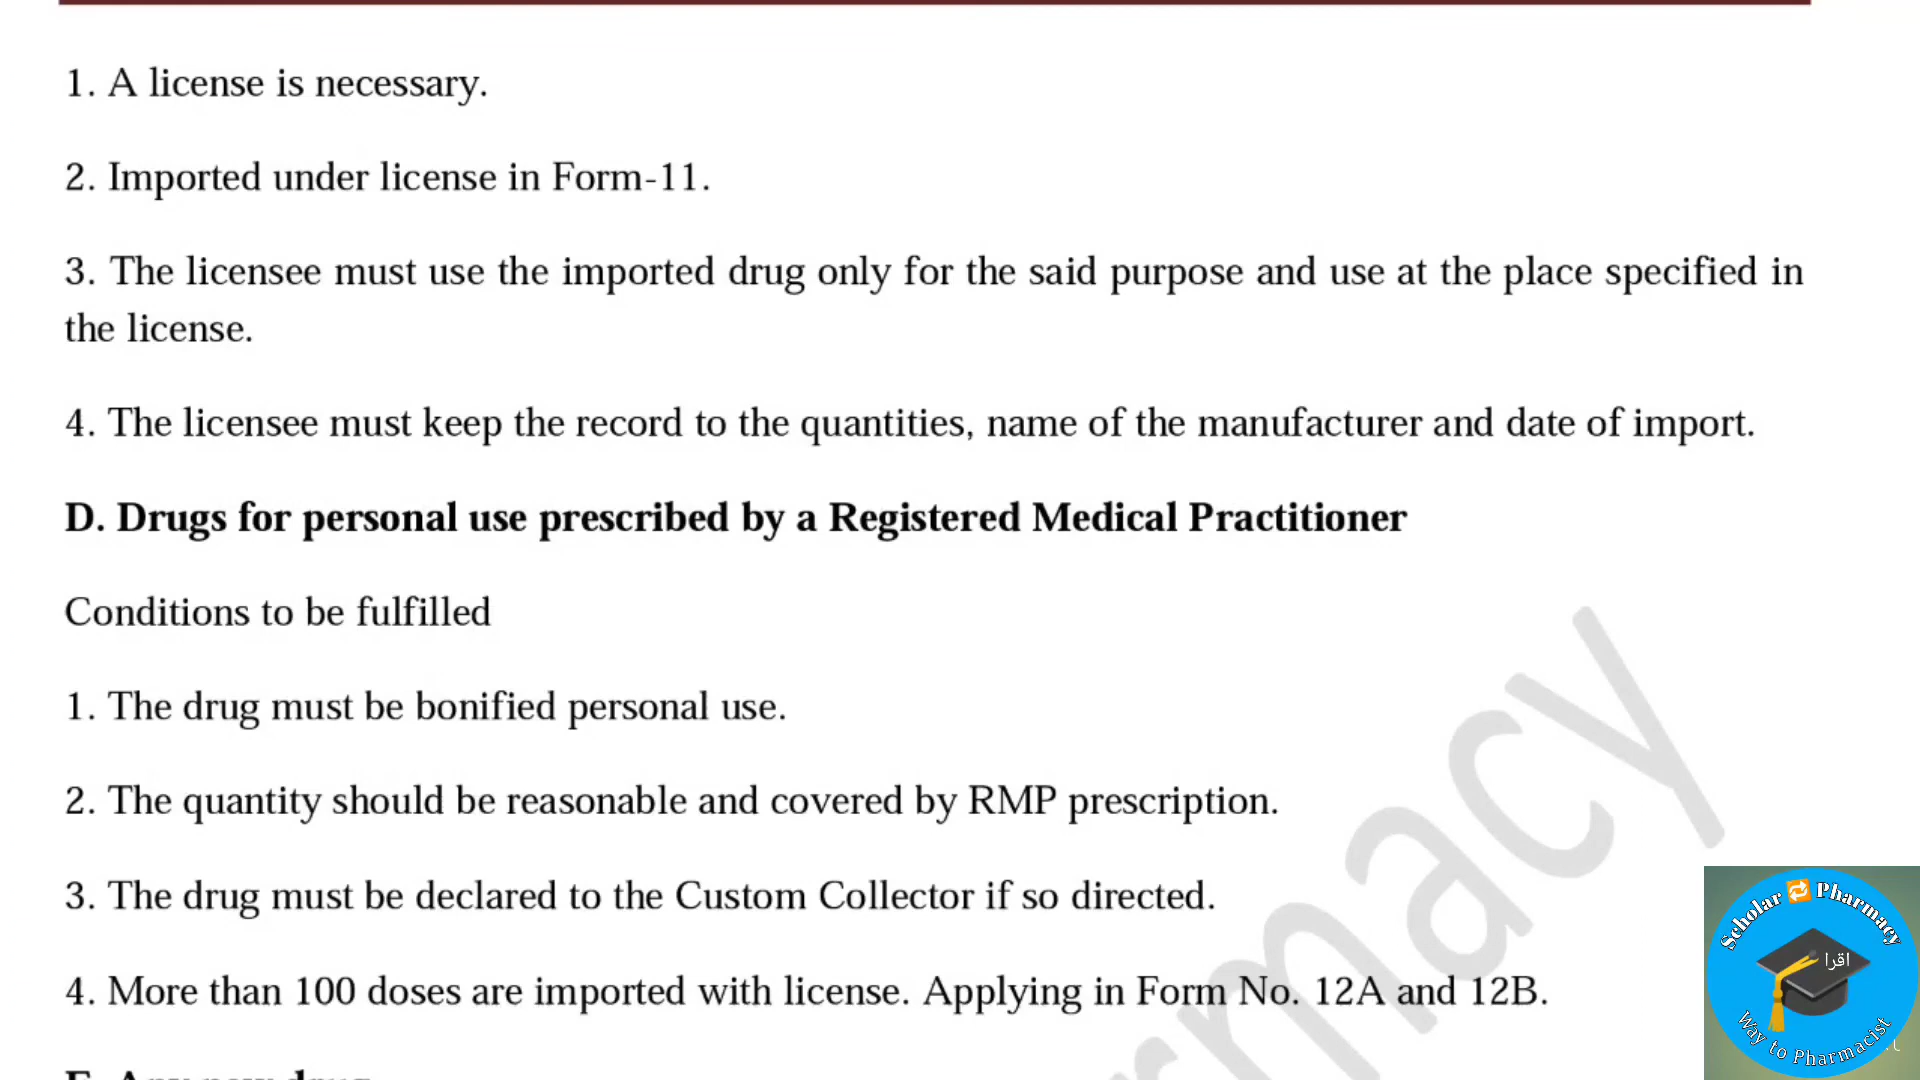 1. A license is necessary.
2. Imported under license in Form-11.
3. The licensee must use the imported drug only for the said purpose and use at the place specified in
the license.
4. The licensee must keep the record to the quantities, name of the manufacturer and date of import.
D. Drugs for personal use prescribed by a Registered Medical Practitioner
Conditions to be fulfilled
1. The drug must be bonified personal use.
2. The quantity should be reasonable and covered by RMP prescription.
3. The drug must be declared to the Custom Collector if so directed.
4. More than 100 doses are imported with license. Applying in Form No. 12A and 12B.
E. Any new drug
rmacy
Scholar 🔁 Pharmacy
اقرا
Way to Pharmacist